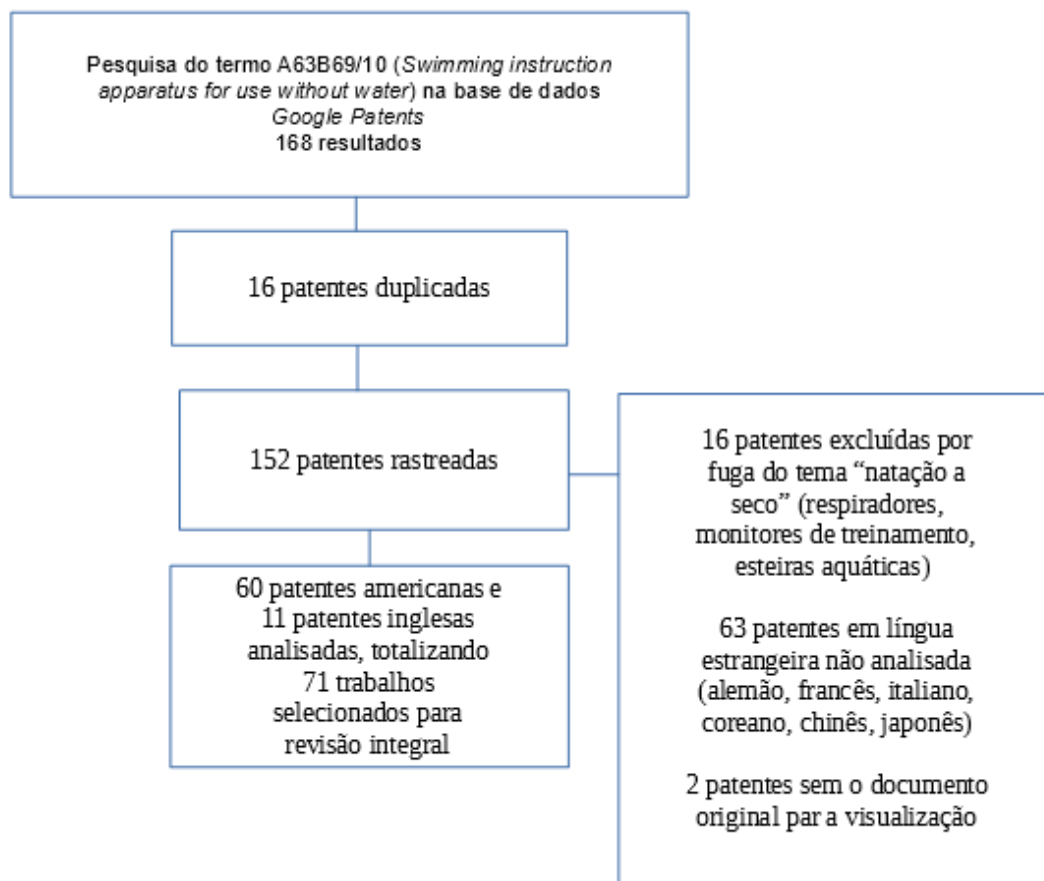 Pesquisa do termo A63B69/10 (Swimming instruction
apparatus for use without water) na base de dados
Google Patents
168 resultados
16 patentes duplicadas
152 patentes rastreadas
16 patentes excluídas por
fuga do tema “natação a
seco” (respiradores,
monitores de treinamento,
esteiras aquáticas)
63 patentes em língua
estrangeira não analisada
(alemão, francês, italiano,
coreano, chinês, japonês)
2 patentes sem o documento
original par a visualização
60 patentes americanas e
11 patentes inglesas
analisadas, totalizando
71 trabalhos
selecionados para
revisão integral